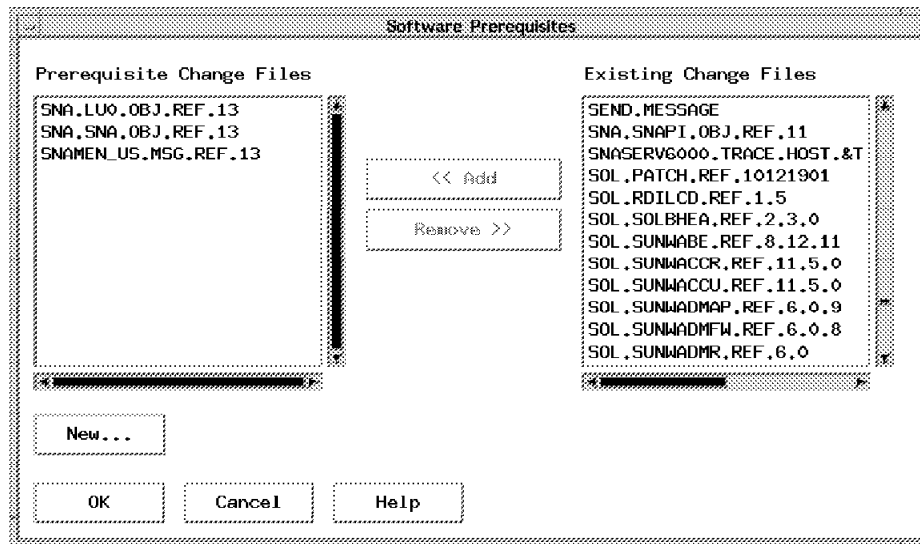 Software Prerequisites
Prerequisite Change Files
SNA.LU0.OBJ.REF.13
SNA.SNA.OBJ.REF.13
SNAMEN_US.MSG.REF.13
<< Add
Remove >>
Existing Change Files
SEND.MESSAGE
SNA.SNAPI.OBJ.REF.11
SNASERV6000.TRACE.HOST.&T
SOL.PATCH.REF.10121901
SOL.RDILCD.REF.1.5
SOL.SOLBHEA.REF.2.3.0
SOL.SUNWABE.REF.8.12.11
SOL.SUNWACCR.REF.11.5.0
SOL.SUNWACCU.REF.11.5.0
SOL.SUNWADMAP.REF.6.0.9
SOL.SUNWADMFW.REF.6.0.8
SOL.SUNWADMR.REF.6.0
New...
OK
Cancel
Help